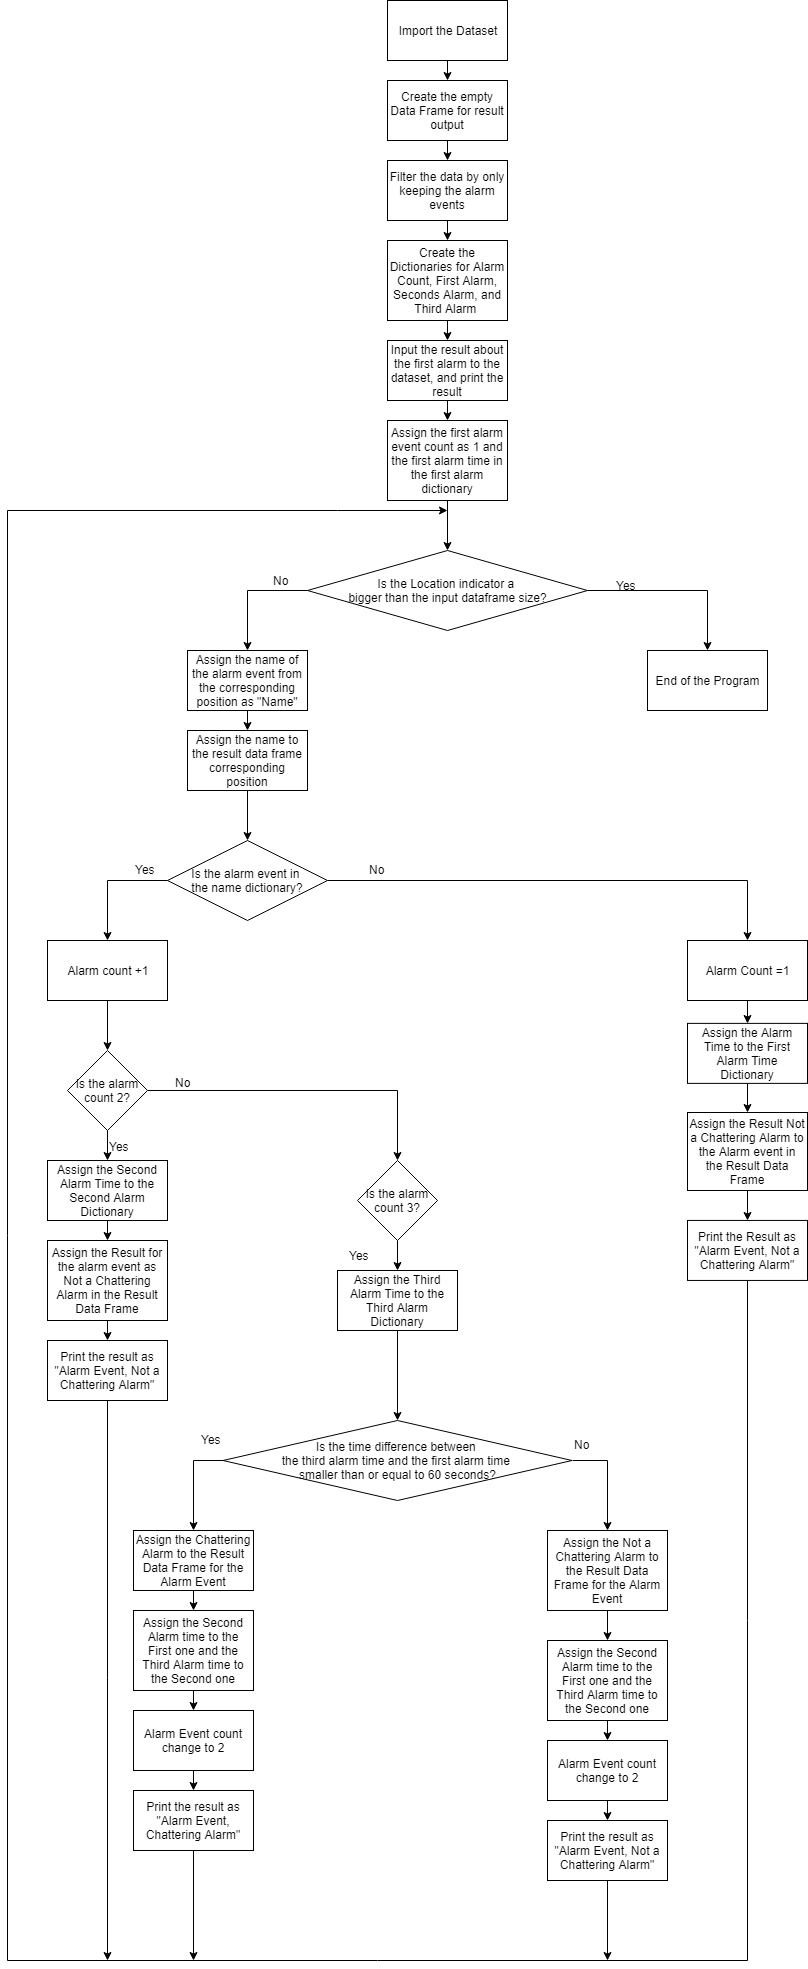 Import the Dataset
Create the empty
Data Frame for result
output
Filter the data by only
keeping the alarm
events
Create the
Dictionaries for Alarm
Count, First Alarm,
Seconds Alarm, and
Third Alarm
Input the result about
the first alarm to the
dataset, and print the
result
Assign the first alarm
event count as 1 and
the first alarm time in
the first alarm
dictionary
Is the Location indicator a
bigger than the input dataframe size?
No
Yes
Assign the name of
the alarm event from
the corresponding
position as "Name"
End of the Program
Assign the name to
the result data frame
corresponding
position
Is the alarm event in
the name dictionary?
Yes
No
Alarm count +1
Alarm Count =1
Assign the Alarm
Time to the First
Alarm Time
Dictionary
Is the alarm
count 2?
No
Yes
Assign the Result Not
a Chattering Alarm to
the Alarm event in
the Result Data
Frame
Assign the Second
Alarm Time to the
Second Alarm
Dictionary
Is the alarm
count 3?
Yes
Print the Result as
"Alarm Event, Not a
Chattering Alarm"
Assign the Result for
the alarm event as
Not a Chattering
Alarm in the Result
Data Frame
Assign the Third
Alarm Time to the
Third Alarm
Dictionary
Print the result as
"Alarm Event, Not a
Chattering Alarm"
Is the time difference between
the third alarm time and the first alarm time
smaller than or equal to 60 seconds?
Yes
No
Assign the Chattering
Alarm to the Result
Data Frame for the
Alarm Event
Assign the Not a
Chattering Alarm to
the Result Data
Frame for the Alarm
Event
Assign the Second
Alarm time to the
First one and the
Third Alarm time to
the Second one
Assign the Second
Alarm time to the
First one and the
Third Alarm time to
the Second one
Alarm Event count
change to 2
Alarm Event count
change to 2
Print the result as
"Alarm Event,
Chattering Alarm"
Print the result as
"Alarm Event, Not a
Chattering Alarm"